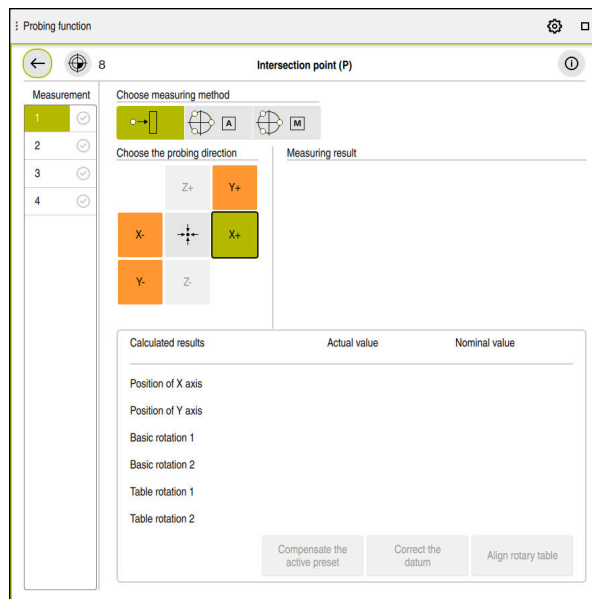 Probing function
8
Intersection point (P)
Measurement
1
2
3
4
Choose measuring method
A
M
Choose the probing direction
Measuring result
Z+
Y+
X-
X+
Y-
Z-
Calculated results Actual value Nominal value
Position of X axis
Position of Y axis
Basic rotation 1
Basic rotation 2
Table rotation 1
Table rotation 2
Compensate the
active preset
Correct the
datum
Align rotary table